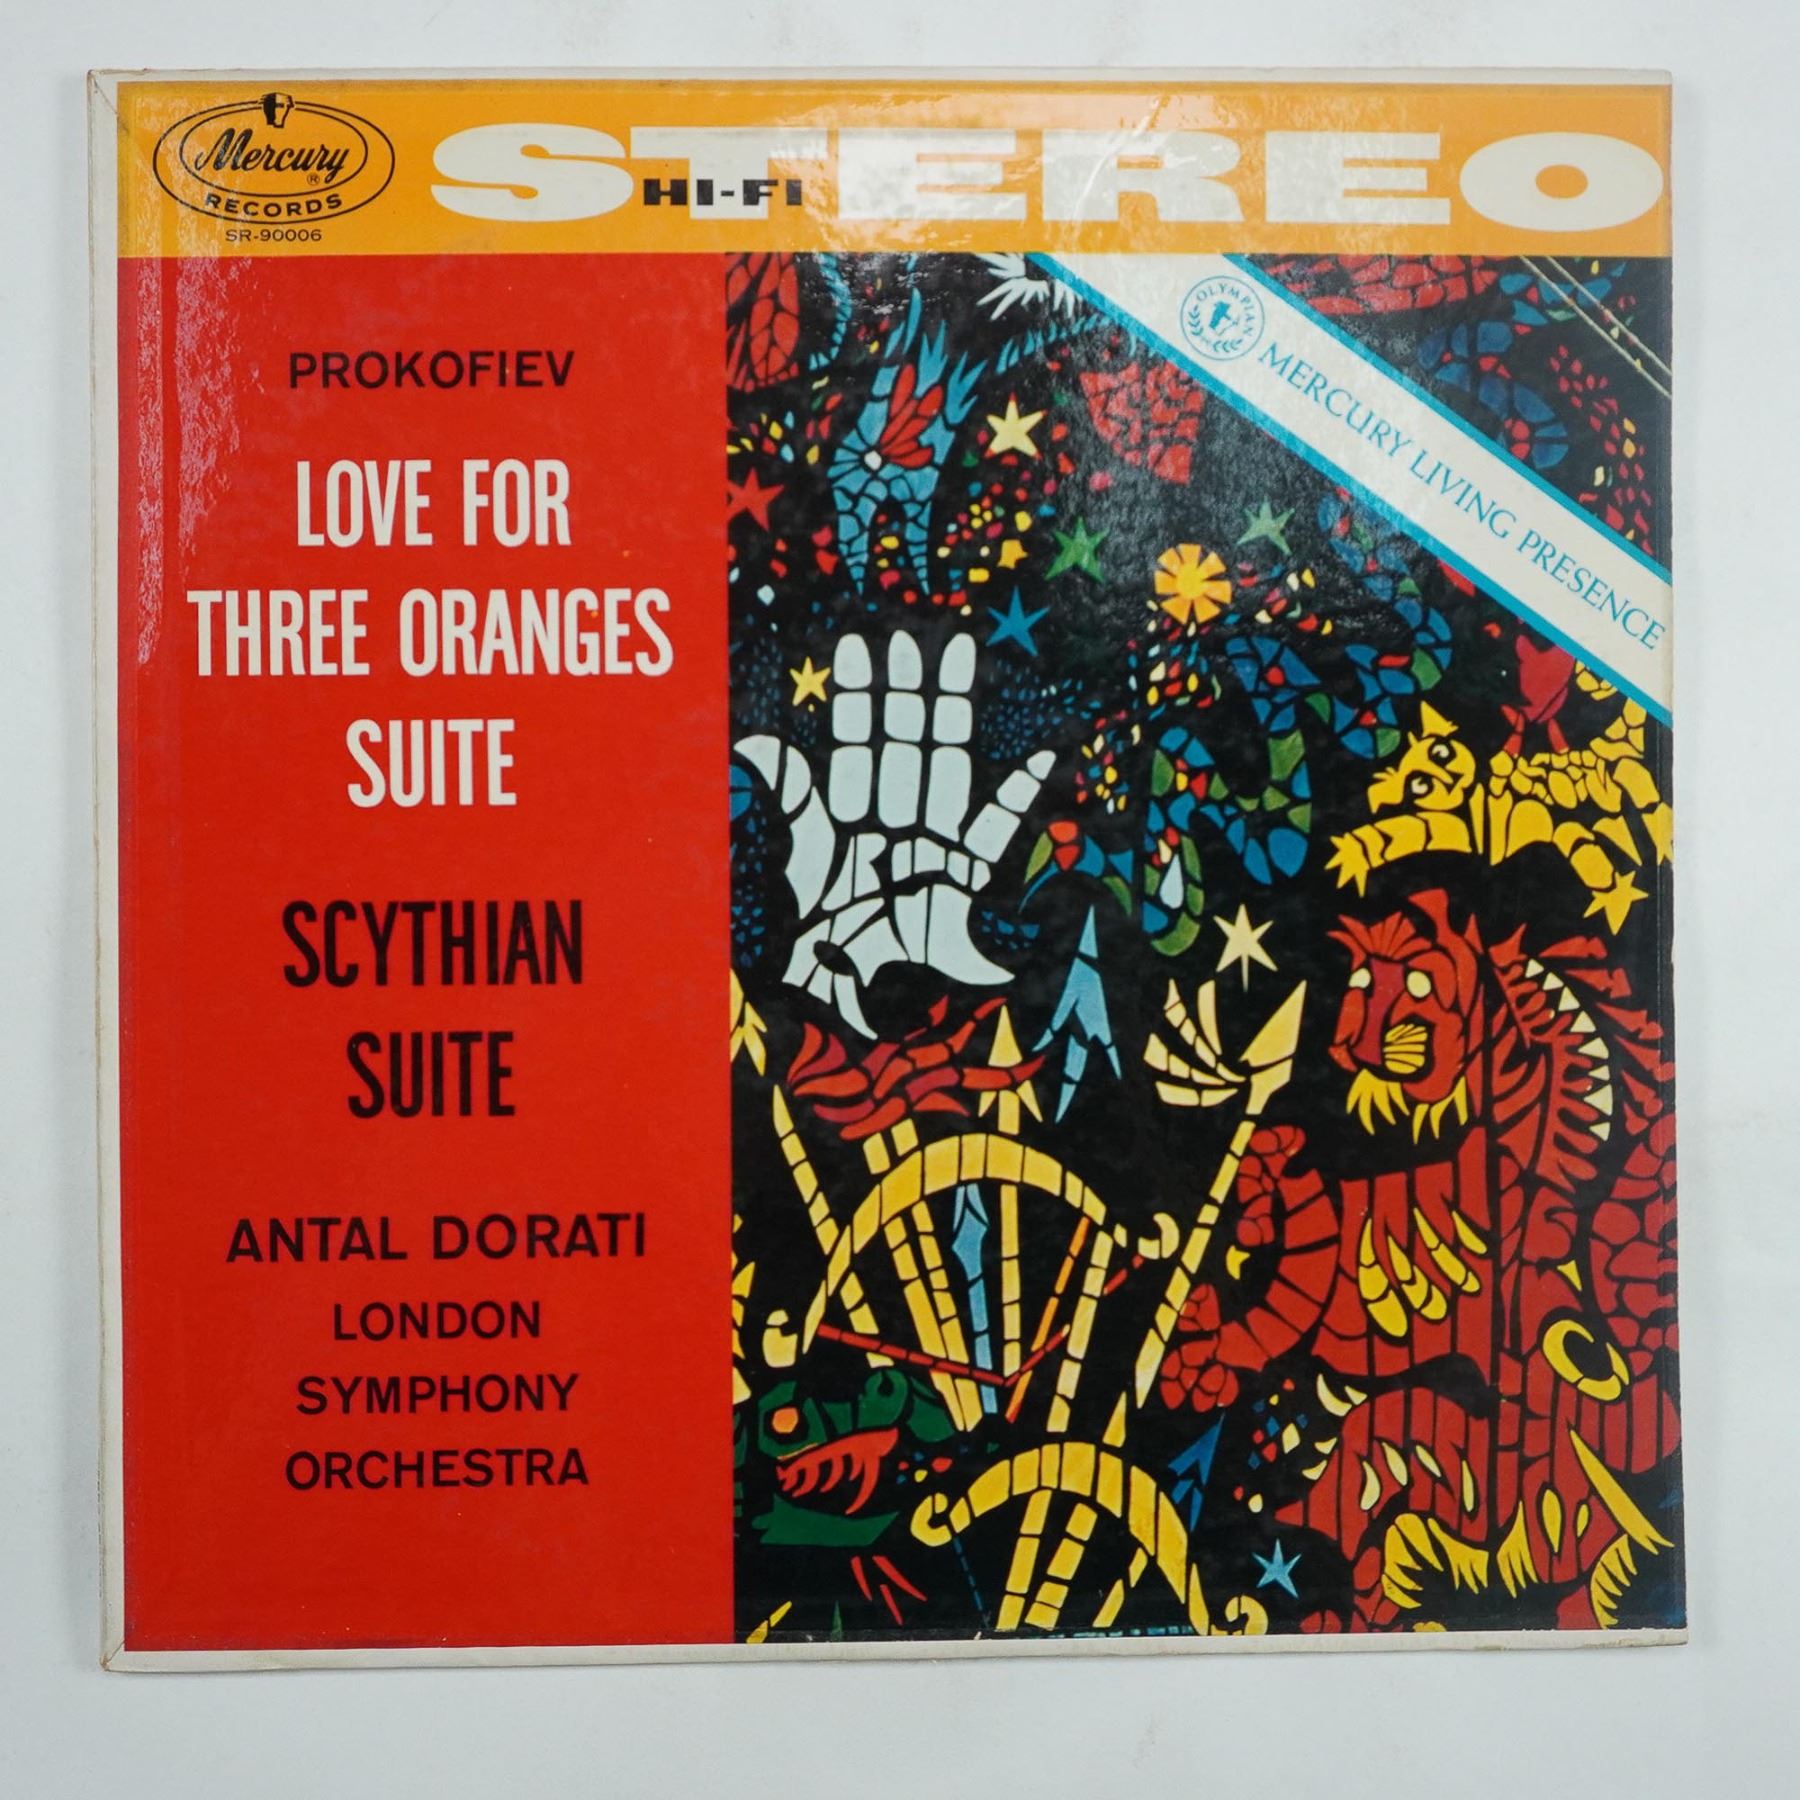 Mercury
®
RECORDS
SR-90006
STEREO
HI-FI
OLYMPIAN
MERCURY LIVING PRESENCE
PROKOFIEV
LOVE FOR
THREE ORANGES
SUITE
SCYTHIAN
SUITE
ANTAL DORATI
LONDON
SYMPHONY
ORCHESTRA